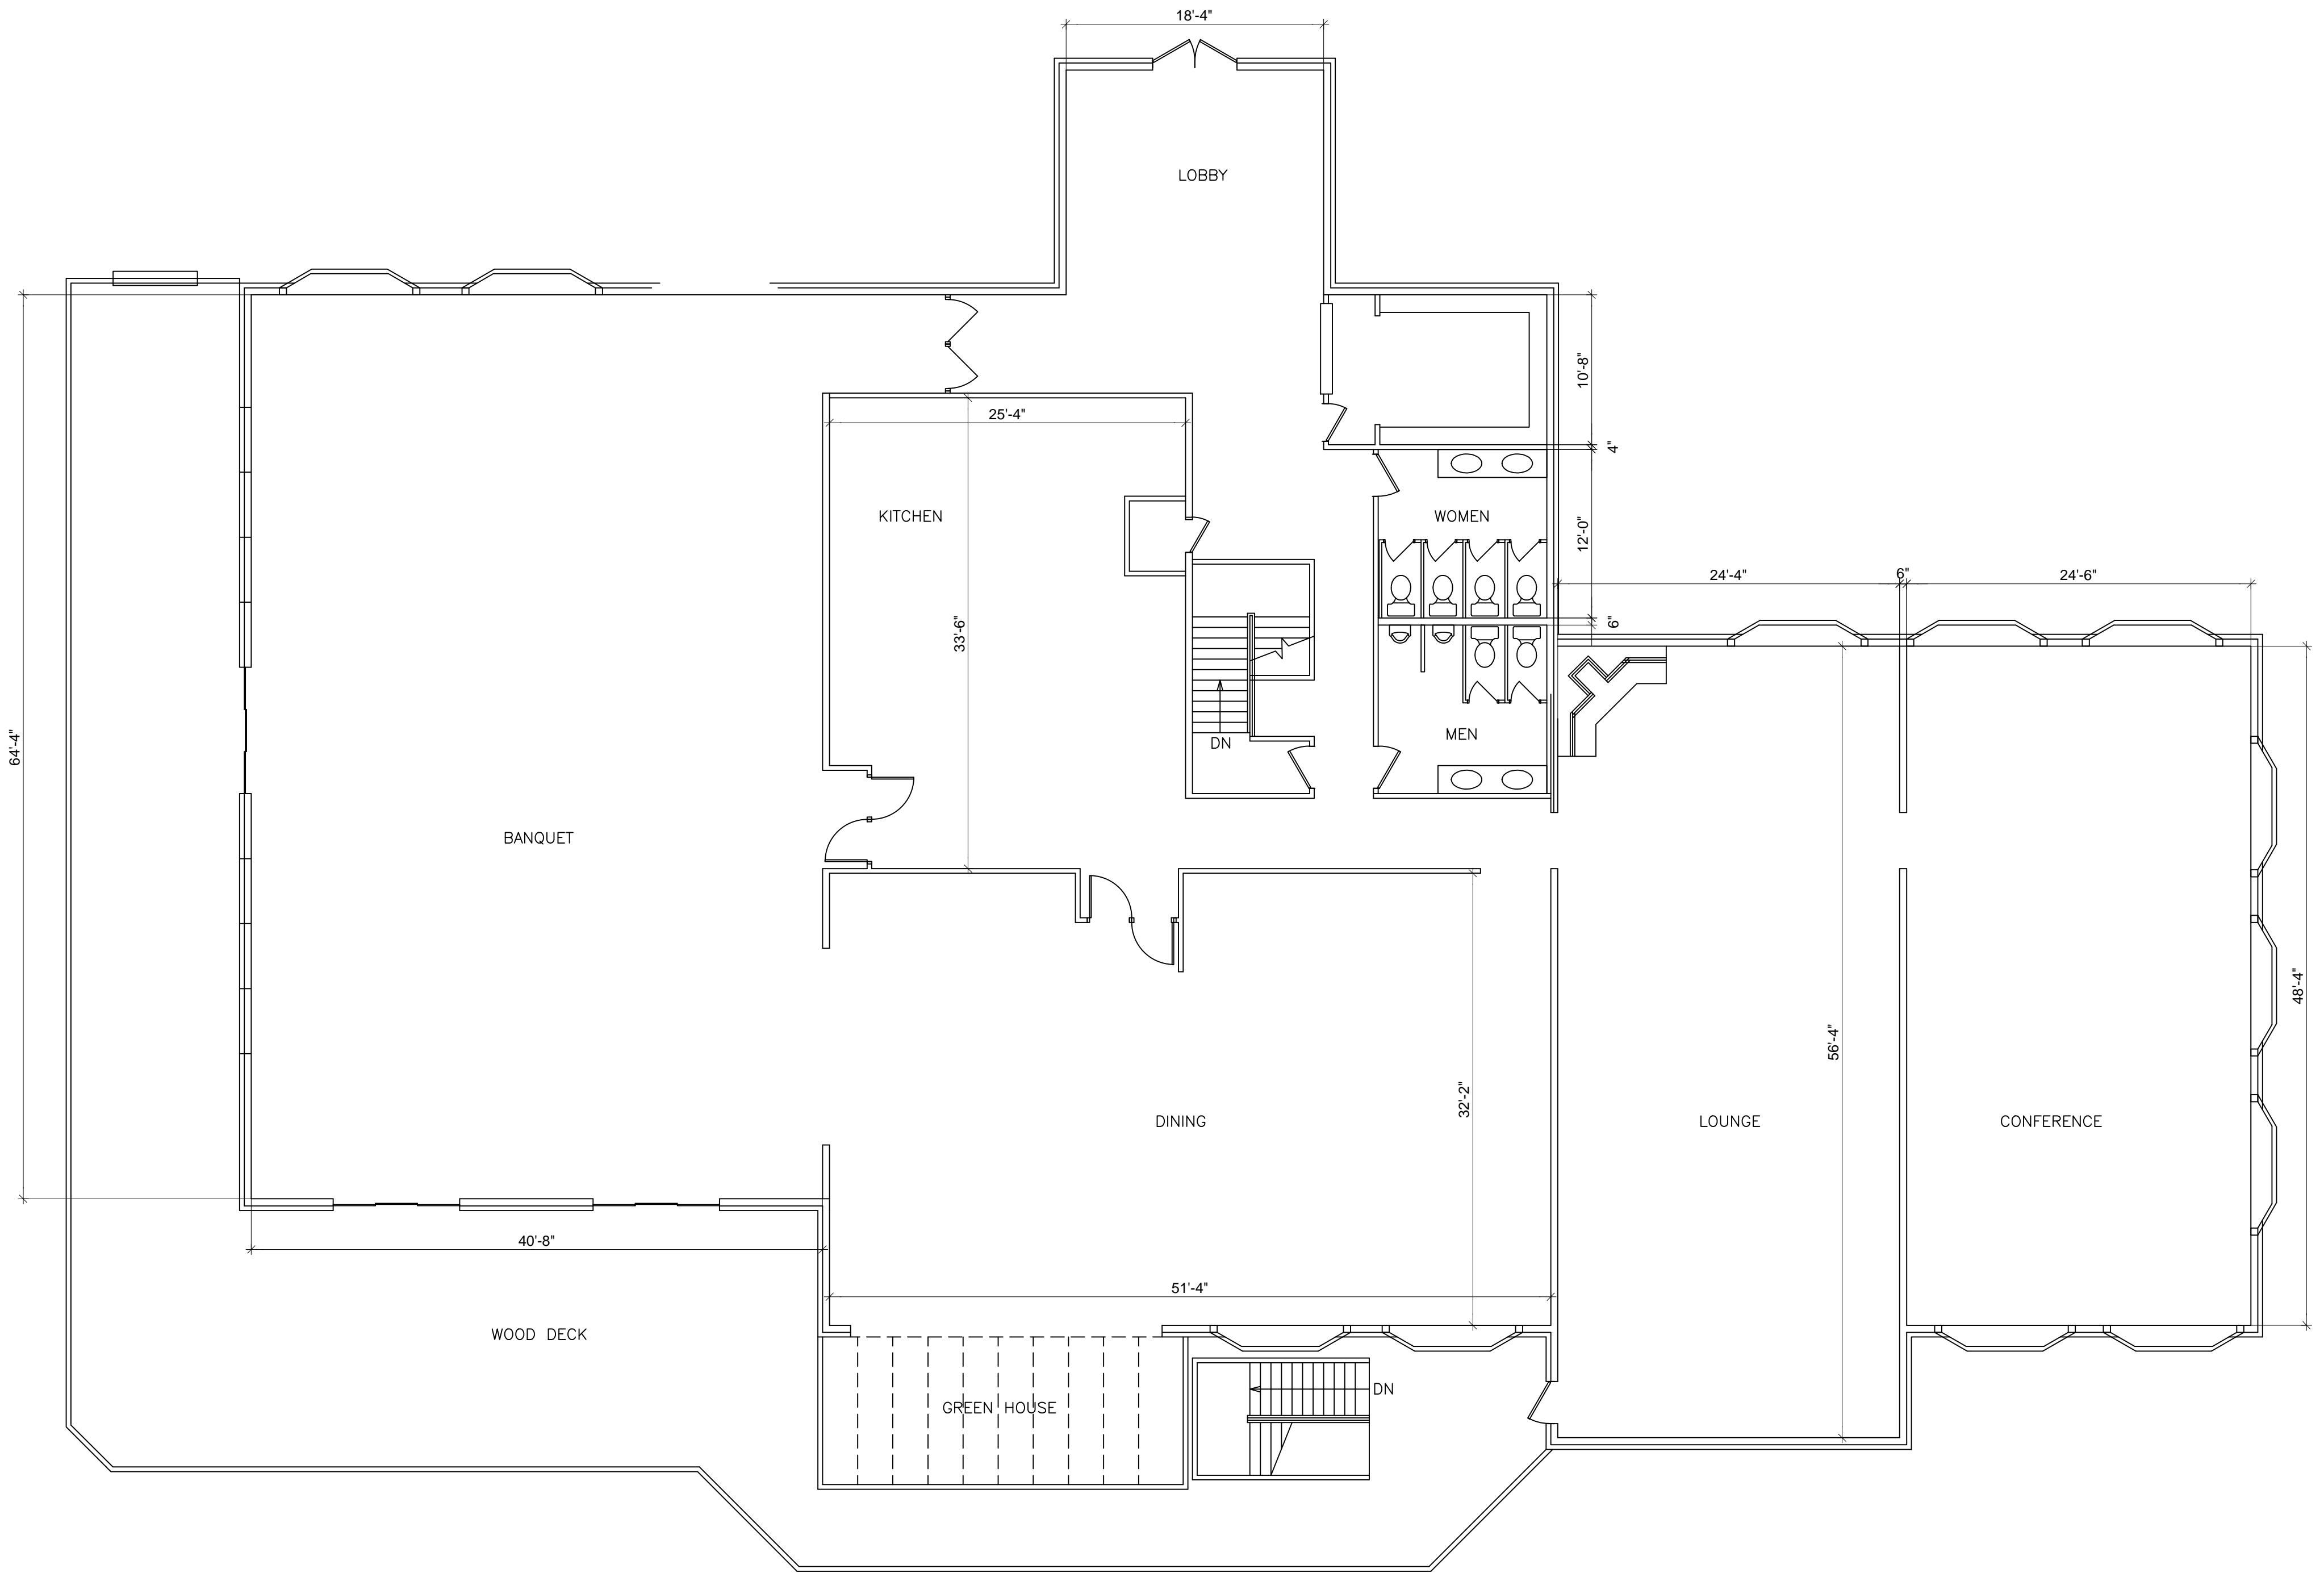 18'-4"
LOBBY
10'-8"
25'-4"
4"
KITCHEN
WOMEN
12'-0"
24'-4"
6"
24'-6"
6"
33'-6"
MEN
DN
64'-4"
BANQUET
48'-4"
56'-4"
32'-2"
DINING
LOUNGE
CONFERENCE
40'-8"
51'-4"
WOOD DECK
DN
GREEN HOUSE